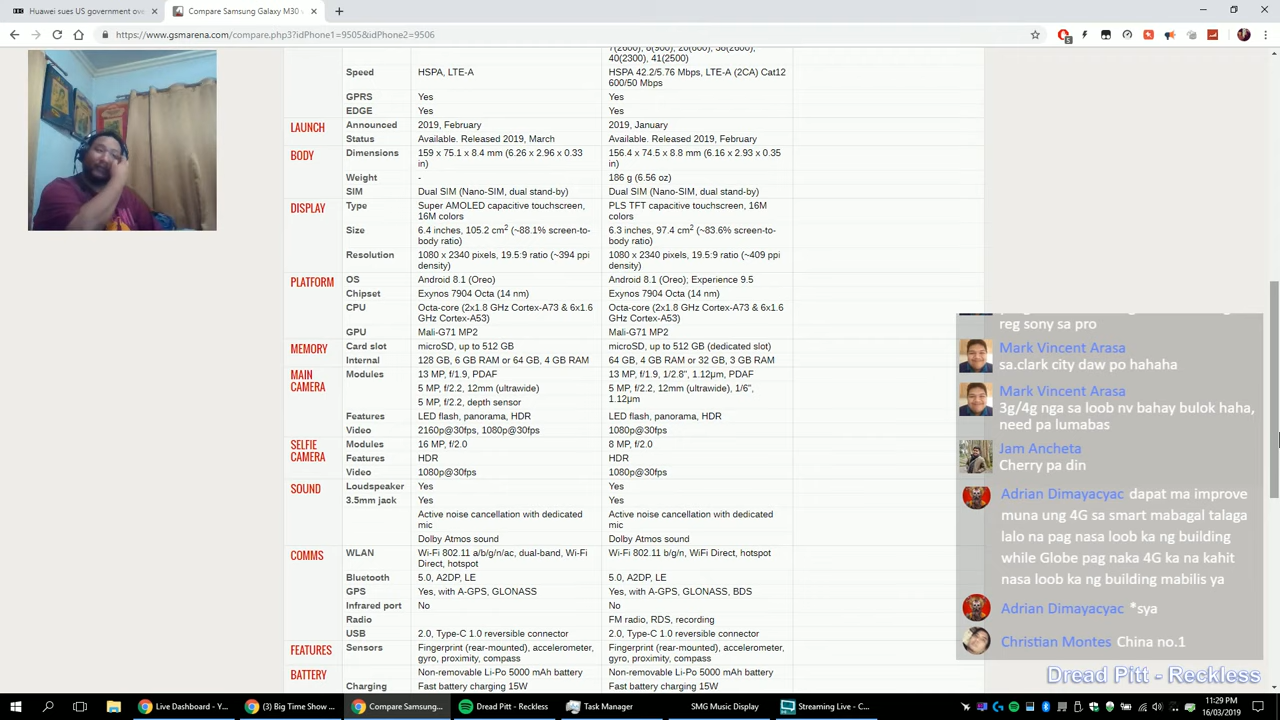 Huawei sues US government ov
Compare Samsung Galaxy M30
https://www.gsmarena.com/compare.php3?idPhone1=9505&idPhone2=9506
40(2300), 41(2500)
Speed HSPA, LTE-A HSPA 42.2/5.76 Mbps, LTE-A (2CA) Cat12
600/50 Mbps
GPRS Yes Yes
EDGE Yes Yes
LAUNCH Announced 2019, February 2019, January
Status Available. Released 2019, March Available. Released 2019, February
BODY Dimensions 159 x 75.1 x 8.4 mm (6.26 x 2.96 x 0.33 156.4 x 74.5 x 8.8 mm (6.16 x 2.93 x 0.35
in) in)
Weight - 186 g (6.56 oz)
SIM Dual SIM (Nano-SIM, dual stand-by) Dual SIM (Nano-SIM, dual stand-by)
DISPLAY Type Super AMOLED capacitive touchscreen, PLS TFT capacitive touchscreen, 16M
16M colors colors
Size 6.4 inches, 105.2 cm2 (~88.1% screen-to- 6.3 inches, 97.4 cm2 (~83.6% screen-to-
body ratio) body ratio)
Resolution 1080 x 2340 pixels, 19.5:9 ratio (~394 ppi 1080 x 2340 pixels, 19.5:9 ratio (~409 ppi
density) density)
PLATFORM OS Android 8.1 (Oreo) Android 8.1 (Oreo); Experience 9.5
Chipset Exynos 7904 Octa (14 nm) Exynos 7904 Octa (14 nm)
CPU Octa-core (2x1.8 GHz Cortex-A73 & 6x1.6 Octa-core (2x1.8 GHz Cortex-A73 & 6x1.6
GHz Cortex-A53) GHz Cortex-A53)
GPU Mali-G71 MP2 Mali-G71 MP2
MEMORY Card slot microSD, up to 512 GB microSD, up to 512 GB (dedicated slot)
Internal 128 GB, 6 GB RAM or 64 GB, 4 GB RAM 64 GB, 4 GB RAM or 32 GB, 3 GB RAM
MAIN CAMERA Modules 13 MP, f/1.9, PDAF 13 MP, f/1.9, 1/2.8", 1.12µm, PDAF
5 MP, f/2.2, 12mm (ultrawide) 5 MP, f/2.2, 12mm (ultrawide), 1/6",
5 MP, f/2.2, depth sensor 1.12µm
Features LED flash, panorama, HDR LED flash, panorama, HDR
Video 2160p@30fps, 1080p@30fps 1080p@30fps
SELFIE CAMERA Modules 16 MP, f/2.0 8 MP, f/2.0
Features HDR HDR
Video 1080p@30fps 1080p@30fps
SOUND Loudspeaker Yes Yes
3.5mm jack Yes Yes
Active noise cancellation with dedicated Active noise cancellation with dedicated
mic mic
Dolby Atmos sound Dolby Atmos sound
COMMS WLAN Wi-Fi 802.11 a/b/g/n/ac, dual-band, Wi-Fi Wi-Fi 802.11 b/g/n, WiFi Direct, hotspot
Direct, hotspot
Bluetooth 5.0, A2DP, LE 5.0, A2DP, LE
GPS Yes, with A-GPS, GLONASS Yes, with A-GPS, GLONASS, BDS
Infrared port No No
Radio FM radio, RDS, recording
USB 2.0, Type-C 1.0 reversible connector 2.0, Type-C 1.0 reversible connector
FEATURES Sensors Fingerprint (rear-mounted), accelerometer, Fingerprint (rear-mounted), accelerometer,
gyro, proximity, compass gyro, proximity, compass
BATTERY Non-removable Li-Po 5000 mAh battery Non-removable Li-Po 5000 mAh battery
Charging Fast battery charging 15W Fast battery charging 15W
reg sony sa pro
Mark Vincent Arasa
sa.clark city daw po hahaha
Mark Vincent Arasa
3g/4g nga sa loob nv bahay bulok haha,
need pa lumabas
Jam Ancheta
Cherry pa din
Adrian Dimayacyac dapat ma improve
muna ung 4G sa smart mabagal talaga
lalo na pag nasa loob ka ng building
while Globe pag naka 4G ka na kahit
nasa loob ka ng building mabilis ya
Adrian Dimayacyac *sya
Christian Montes China no.1
Dread Pitt - Reckless
Live Dashboard - Y... (3) Big Time Show ... Compare Samsung... Dread Pitt - Reckless Task Manager SMG Music Display Streaming Live - C...
11:29 PM
16/03/2019